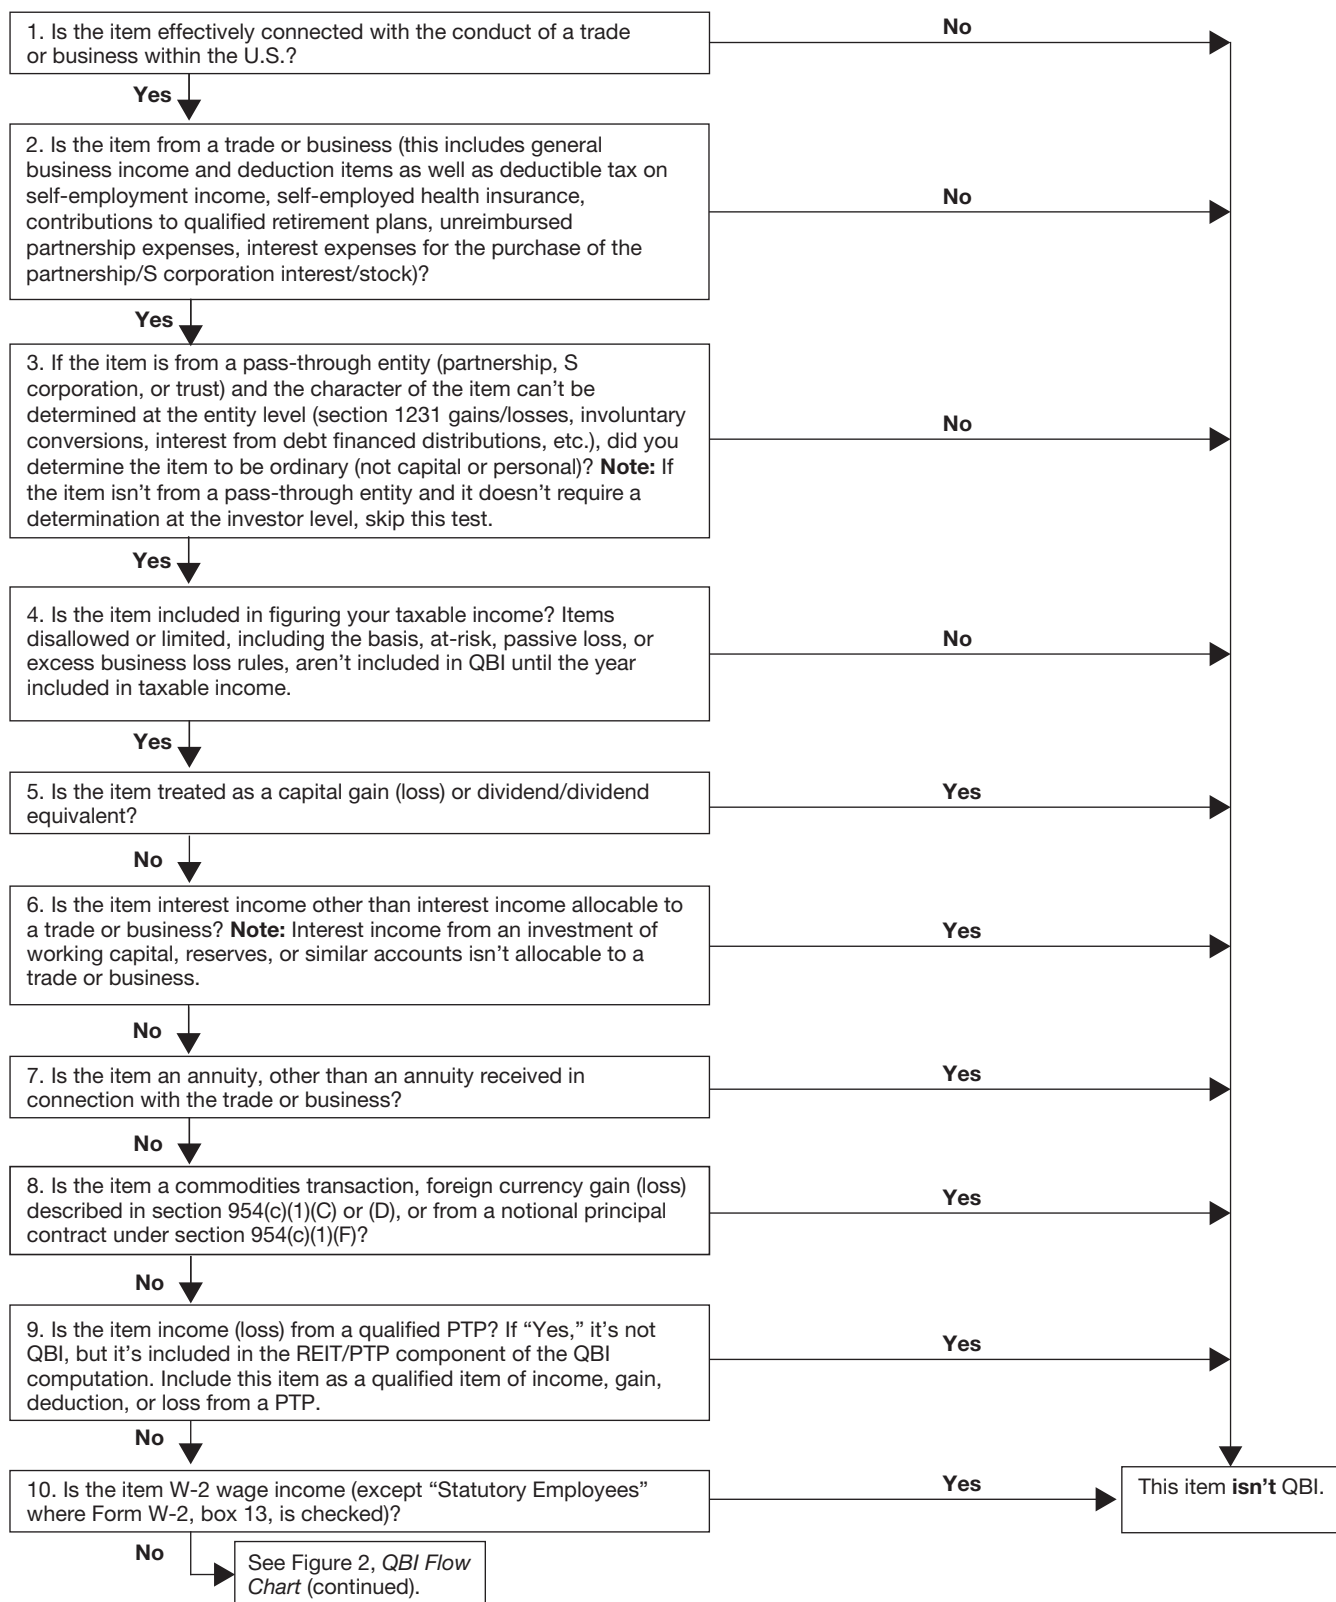 1. Is the item effectively connected with the conduct of a trade
or business within the U.S.?
No
Yes
2. Is the item from a trade or business (this includes general
business income and deduction items as well as deductible tax on
self-employment income, self-employed health insurance,
contributions to qualified retirement plans, unreimbursed
partnership expenses, interest expenses for the purchase of the
partnership/S corporation interest/stock)?
No
Yes
3. If the item is from a pass-through entity (partnership, S
corporation, or trust) and the character of the item can’t be
determined at the entity level (section 1231 gains/losses, involuntary
conversions, interest from debt financed distributions, etc.), did you
determine the item to be ordinary (not capital or personal)? Note: If
the item isn’t from a pass-through entity and it doesn’t require a
determination at the investor level, skip this test.
No
Yes
4. Is the item included in figuring your taxable income? Items
disallowed or limited, including the basis, at-risk, passive loss, or
excess business loss rules, aren’t included in QBI until the year
included in taxable income.
No
Yes
5. Is the item treated as a capital gain (loss) or dividend/dividend
equivalent?
Yes
No
6. Is the item interest income other than interest income allocable to
a trade or business? Note: Interest income from an investment of
working capital, reserves, or similar accounts isn’t allocable to a
trade or business.
Yes
No
7. Is the item an annuity, other than an annuity received in
connection with the trade or business?
Yes
No
8. Is the item a commodities transaction, foreign currency gain (loss)
described in section 954(c)(1)(C) or (D), or from a notional principal
contract under section 954(c)(1)(F)?
Yes
No
9. Is the item income (loss) from a qualified PTP? If “Yes,” it’s not
QBI, but it’s included in the REIT/PTP component of the QBI
computation. Include this item as a qualified item of income, gain,
deduction, or loss from a PTP.
Yes
No
10. Is the item W-2 wage income (except “Statutory Employees”
where Form W-2, box 13, is checked)?
Yes
This item isn’t QBI.
No
See Figure 2, QBI Flow
Chart (continued).